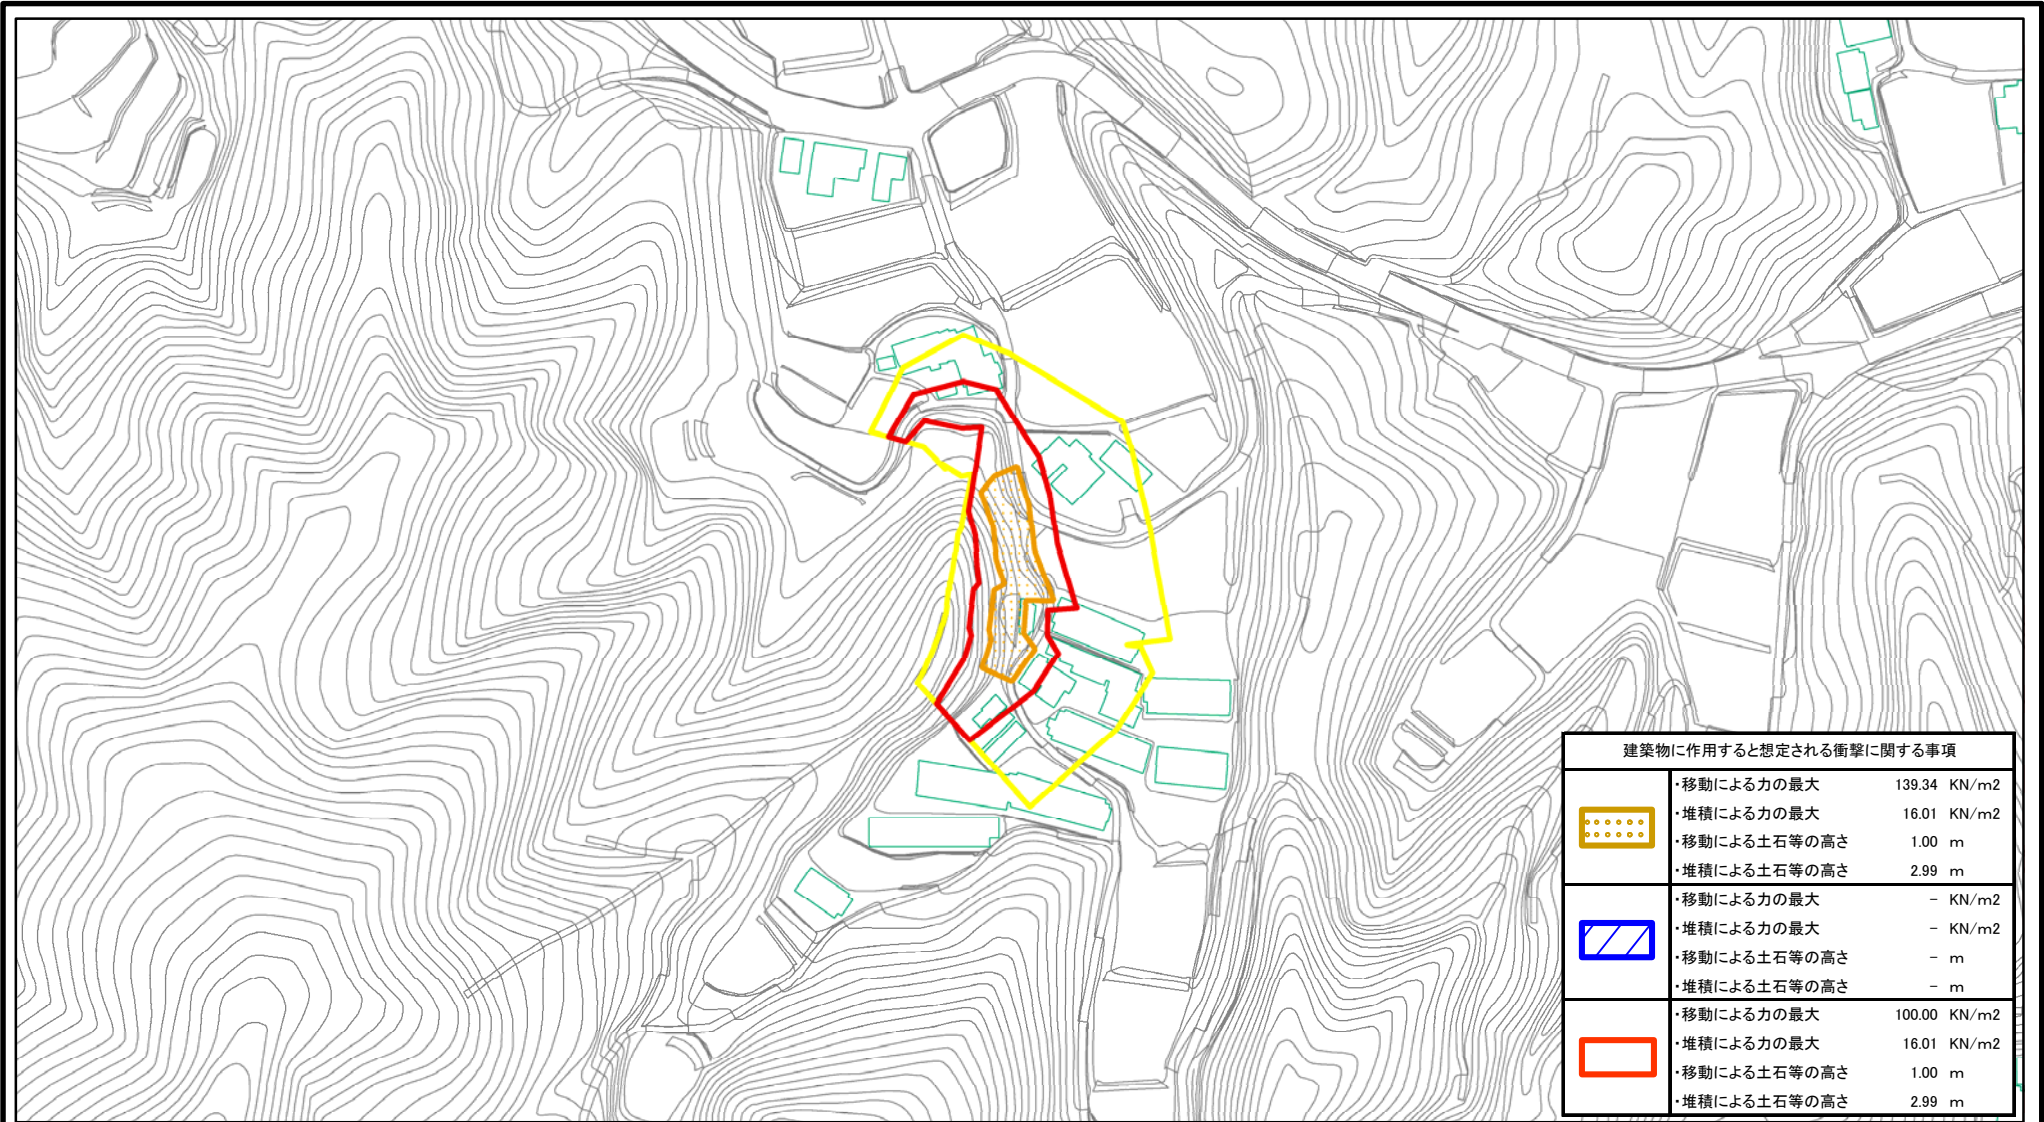 建築物に作用すると想定される衝撃に関する事項
・移動による力の最大 139.34 KN/m2
・堆積による力の最大 16.01 KN/m2
・移動による土石等の高さ 1.00 m
・堆積による土石等の高さ 2.99 m
・移動による力の最大 － KN/m2
・堆積による力の最大 － KN/m2
・移動による土石等の高さ － m
・堆積による土石等の高さ － m
・移動による力の最大 100.00 KN/m2
・堆積による力の最大 16.01 KN/m2
・移動による土石等の高さ 1.00 m
・堆積による土石等の高さ 2.99 m